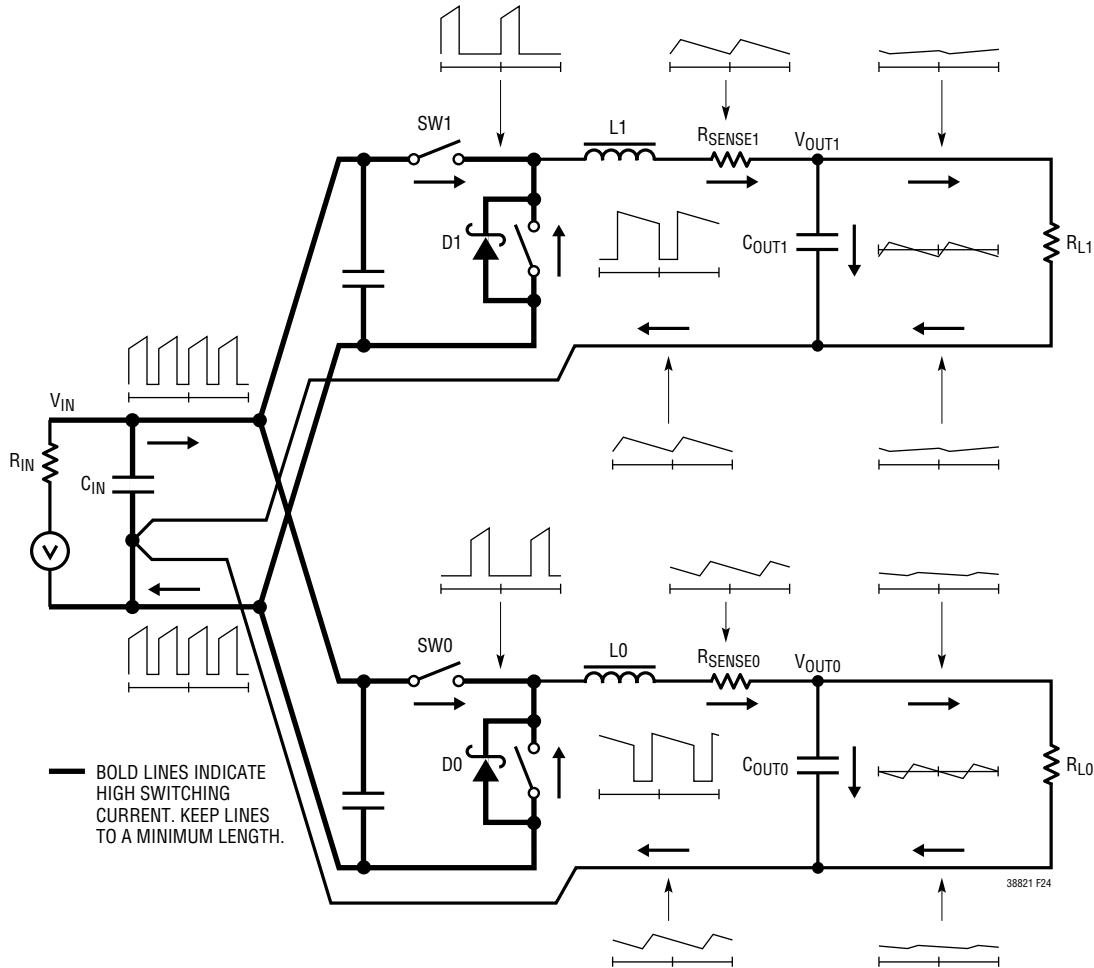 SW1
L1
RSENSE1
VOUT1
D1
COUT1
RL1
VIN
RIN
CIN
V
SW0
L0
RSENSE0
VOUT0
D0
COUT0
RL0
BOLD LINES INDICATE
HIGH SWITCHING
CURRENT. KEEP LINES
TO A MINIMUM LENGTH.
38821 F24